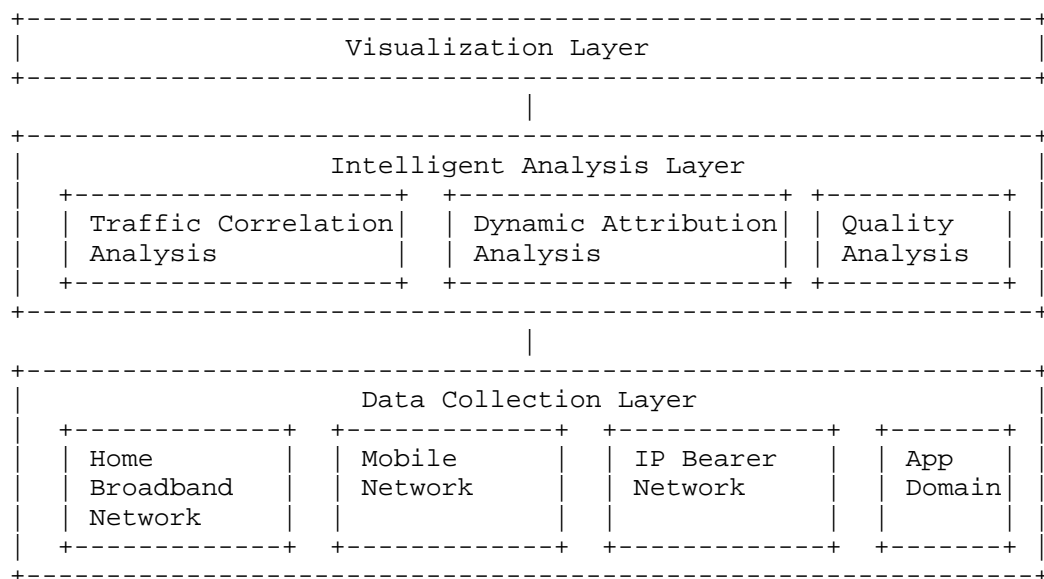 Visualization Layer
Intelligent Analysis Layer
Traffic Correlation Dynamic Attribution Quality
Analysis Analysis Analysis
Data Collection Layer
Home Mobile IP Bearer App
Broadband Network Network Domain
Network